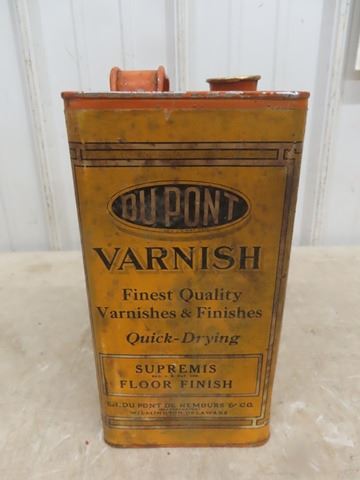 DU PONT
VARNISH
Finest Quality
Varnishes & Finishes
Quick-Drying
SUPREMIS
FLOOR FINISH
E.I. DU PONT DE NEMOURS & CO.
WILMINGTON, DELAWARE